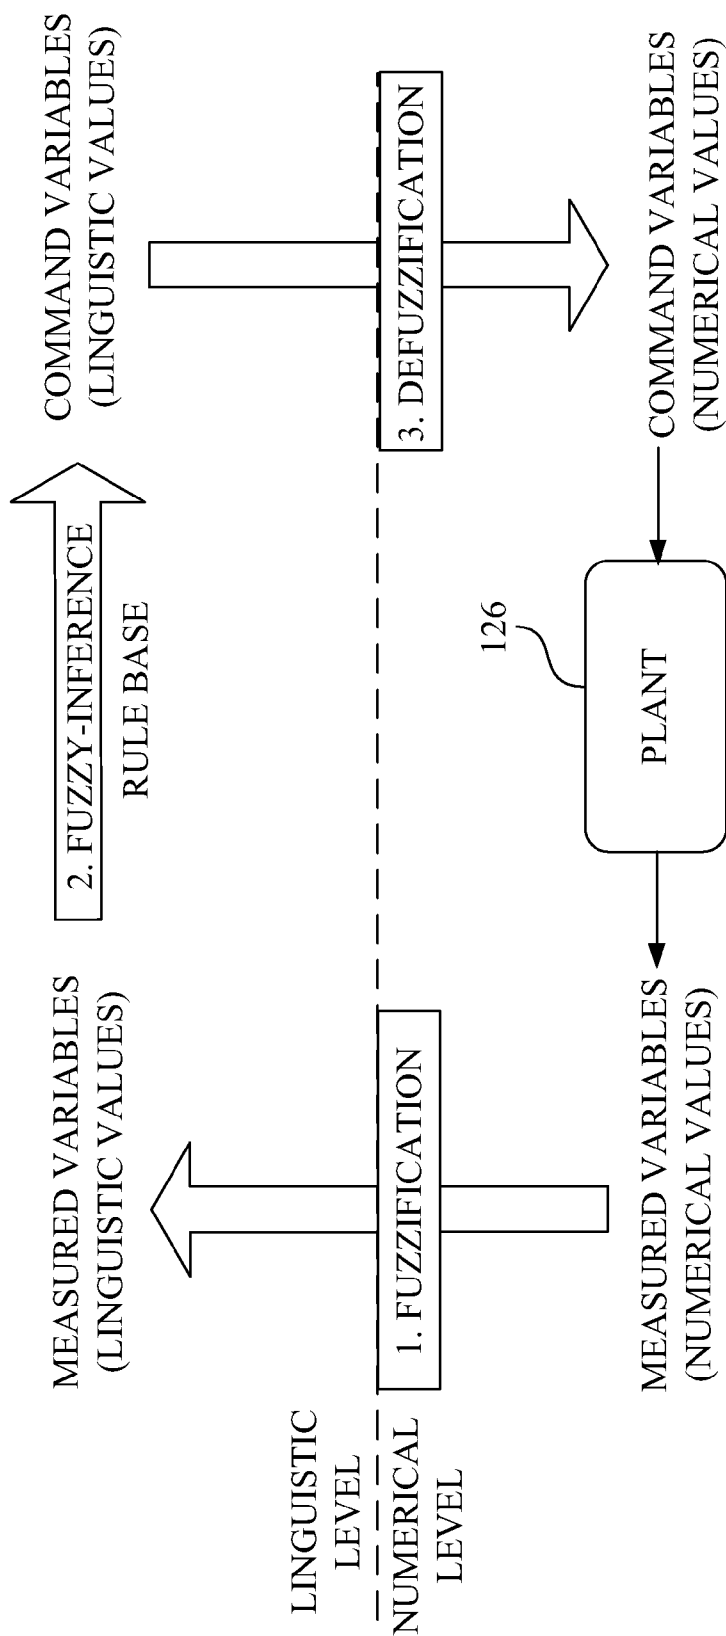 MEASURED VARIABLES
(LINGUISTIC VALUES)
2. FUZZY-INFERENCE
RULE BASE
COMMAND VARIABLES
(LINGUISTIC VALUES)
LINGUISTIC
LEVEL
NUMERICAL
LEVEL
1. FUZZIFICATION
3. DEFUZZIFICATION
MEASURED VARIABLES
(NUMERICAL VALUES)
126
PLANT
COMMAND VARIABLES
(NUMERICAL VALUES)